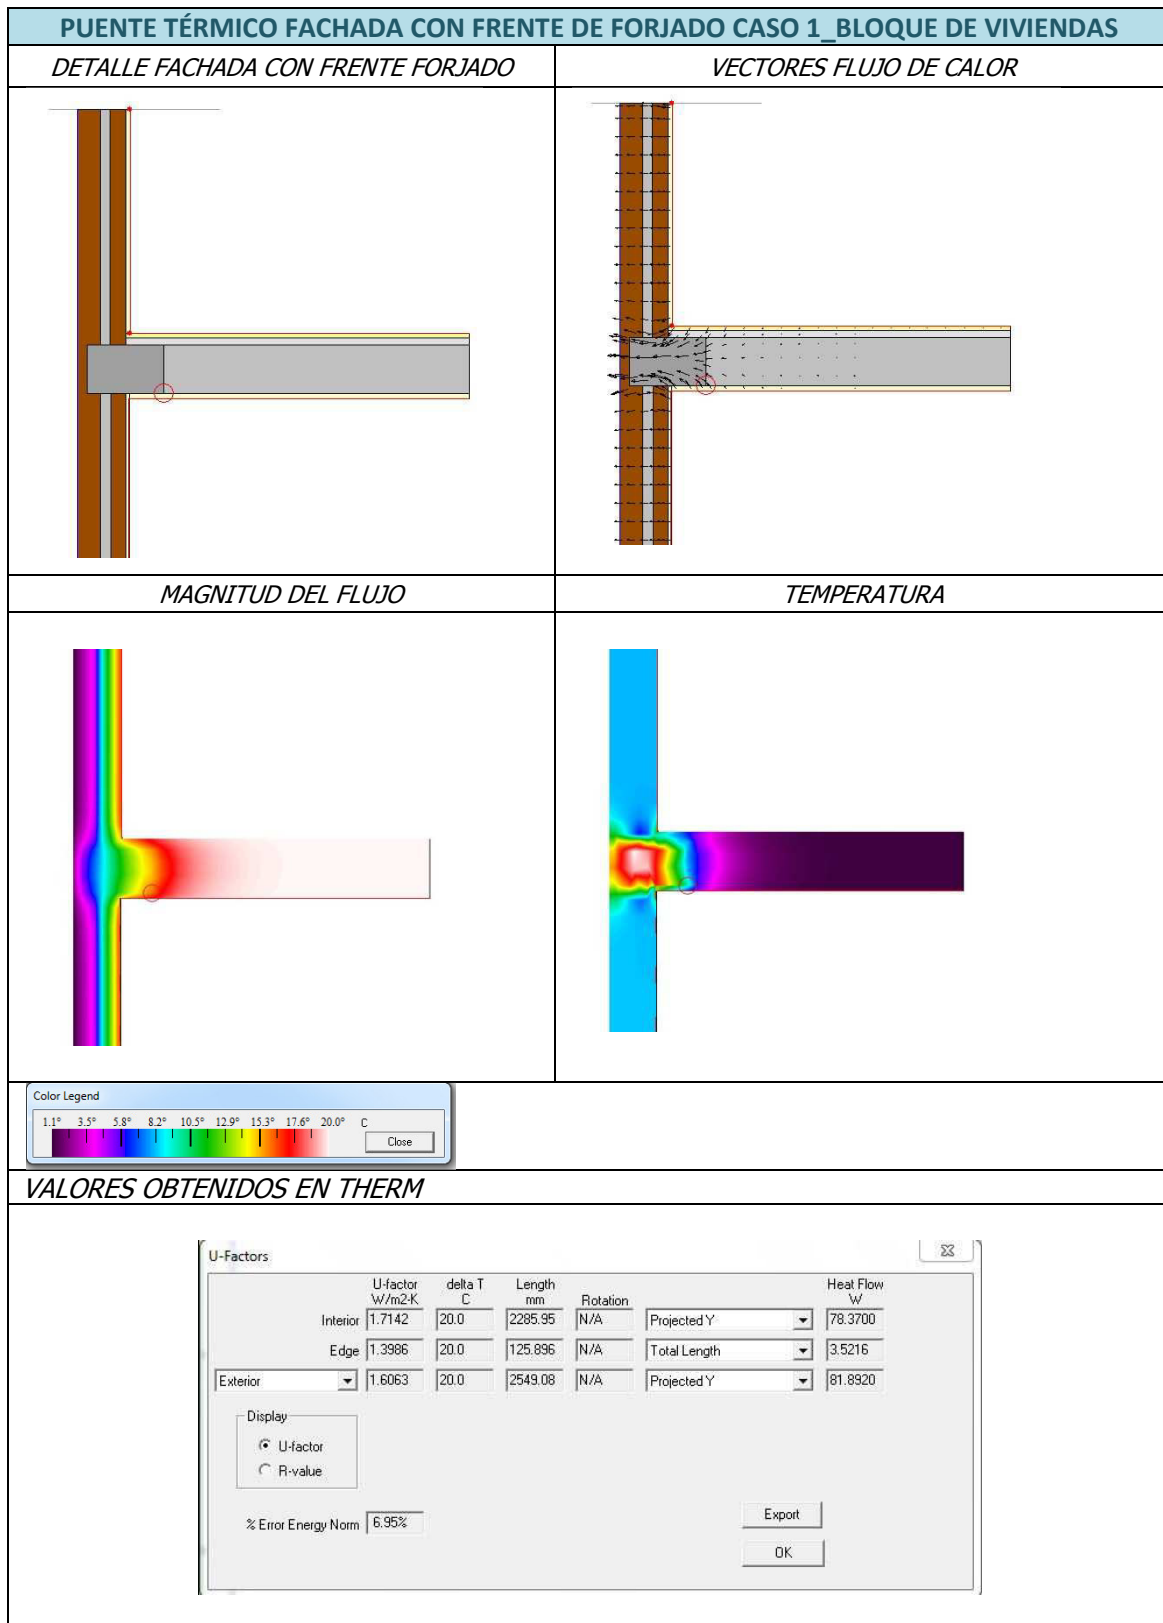 PUENTE TÉRMICO FACHADA CON FRENTE DE FORJADO CASO 1_BLOQUE DE VIVIENDAS
DETALLE FACHADA CON FRENTE FORJADO
VECTORES FLUJO DE CALOR
MAGNITUD DEL FLUJO
TEMPERATURA
Color Legend
1.1° 3.5° 5.8° 8.2° 10.5° 12.9° 15.3° 17.6° 20.0° C
Close
VALORES OBTENIDOS EN THERM
U-Factors
U-factor delta T Length Heat Flow
W/m2-K C mm Rotation W
Interior 1.7142 20.0 2285.95 N/A Projected Y 78.3700
Edge 1.3986 20.0 125.896 N/A Total Length 3.5216
Exterior 1.6063 20.0 2549.08 N/A Projected Y 81.8920
Display
U-factor
R-value
% Error Energy Norm 6.95%
Export
OK